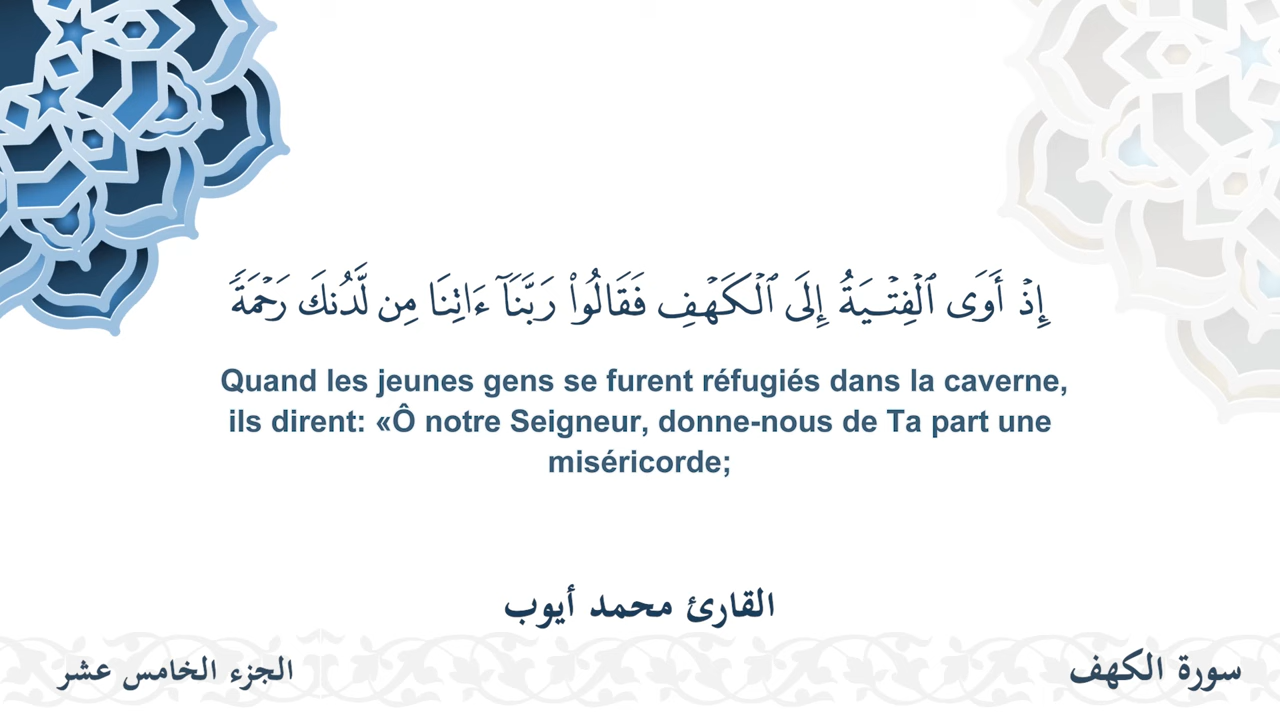 إِذۡ أَوَى ٱلۡفِتۡيَةُ إِلَى ٱلۡكَهۡفِ فَقَالُواْ رَبَّنَآ ءَاتِنَا مِن لَّدُنكَ رَحۡمَةٗ
Quand les jeunes gens se furent réfugiés dans la caverne,
ils dirent: «Ô notre Seigneur, donne-nous de Ta part une
miséricorde;
القارئ محمد أيوب
سورة الكهف
الجزء الخامس عشر